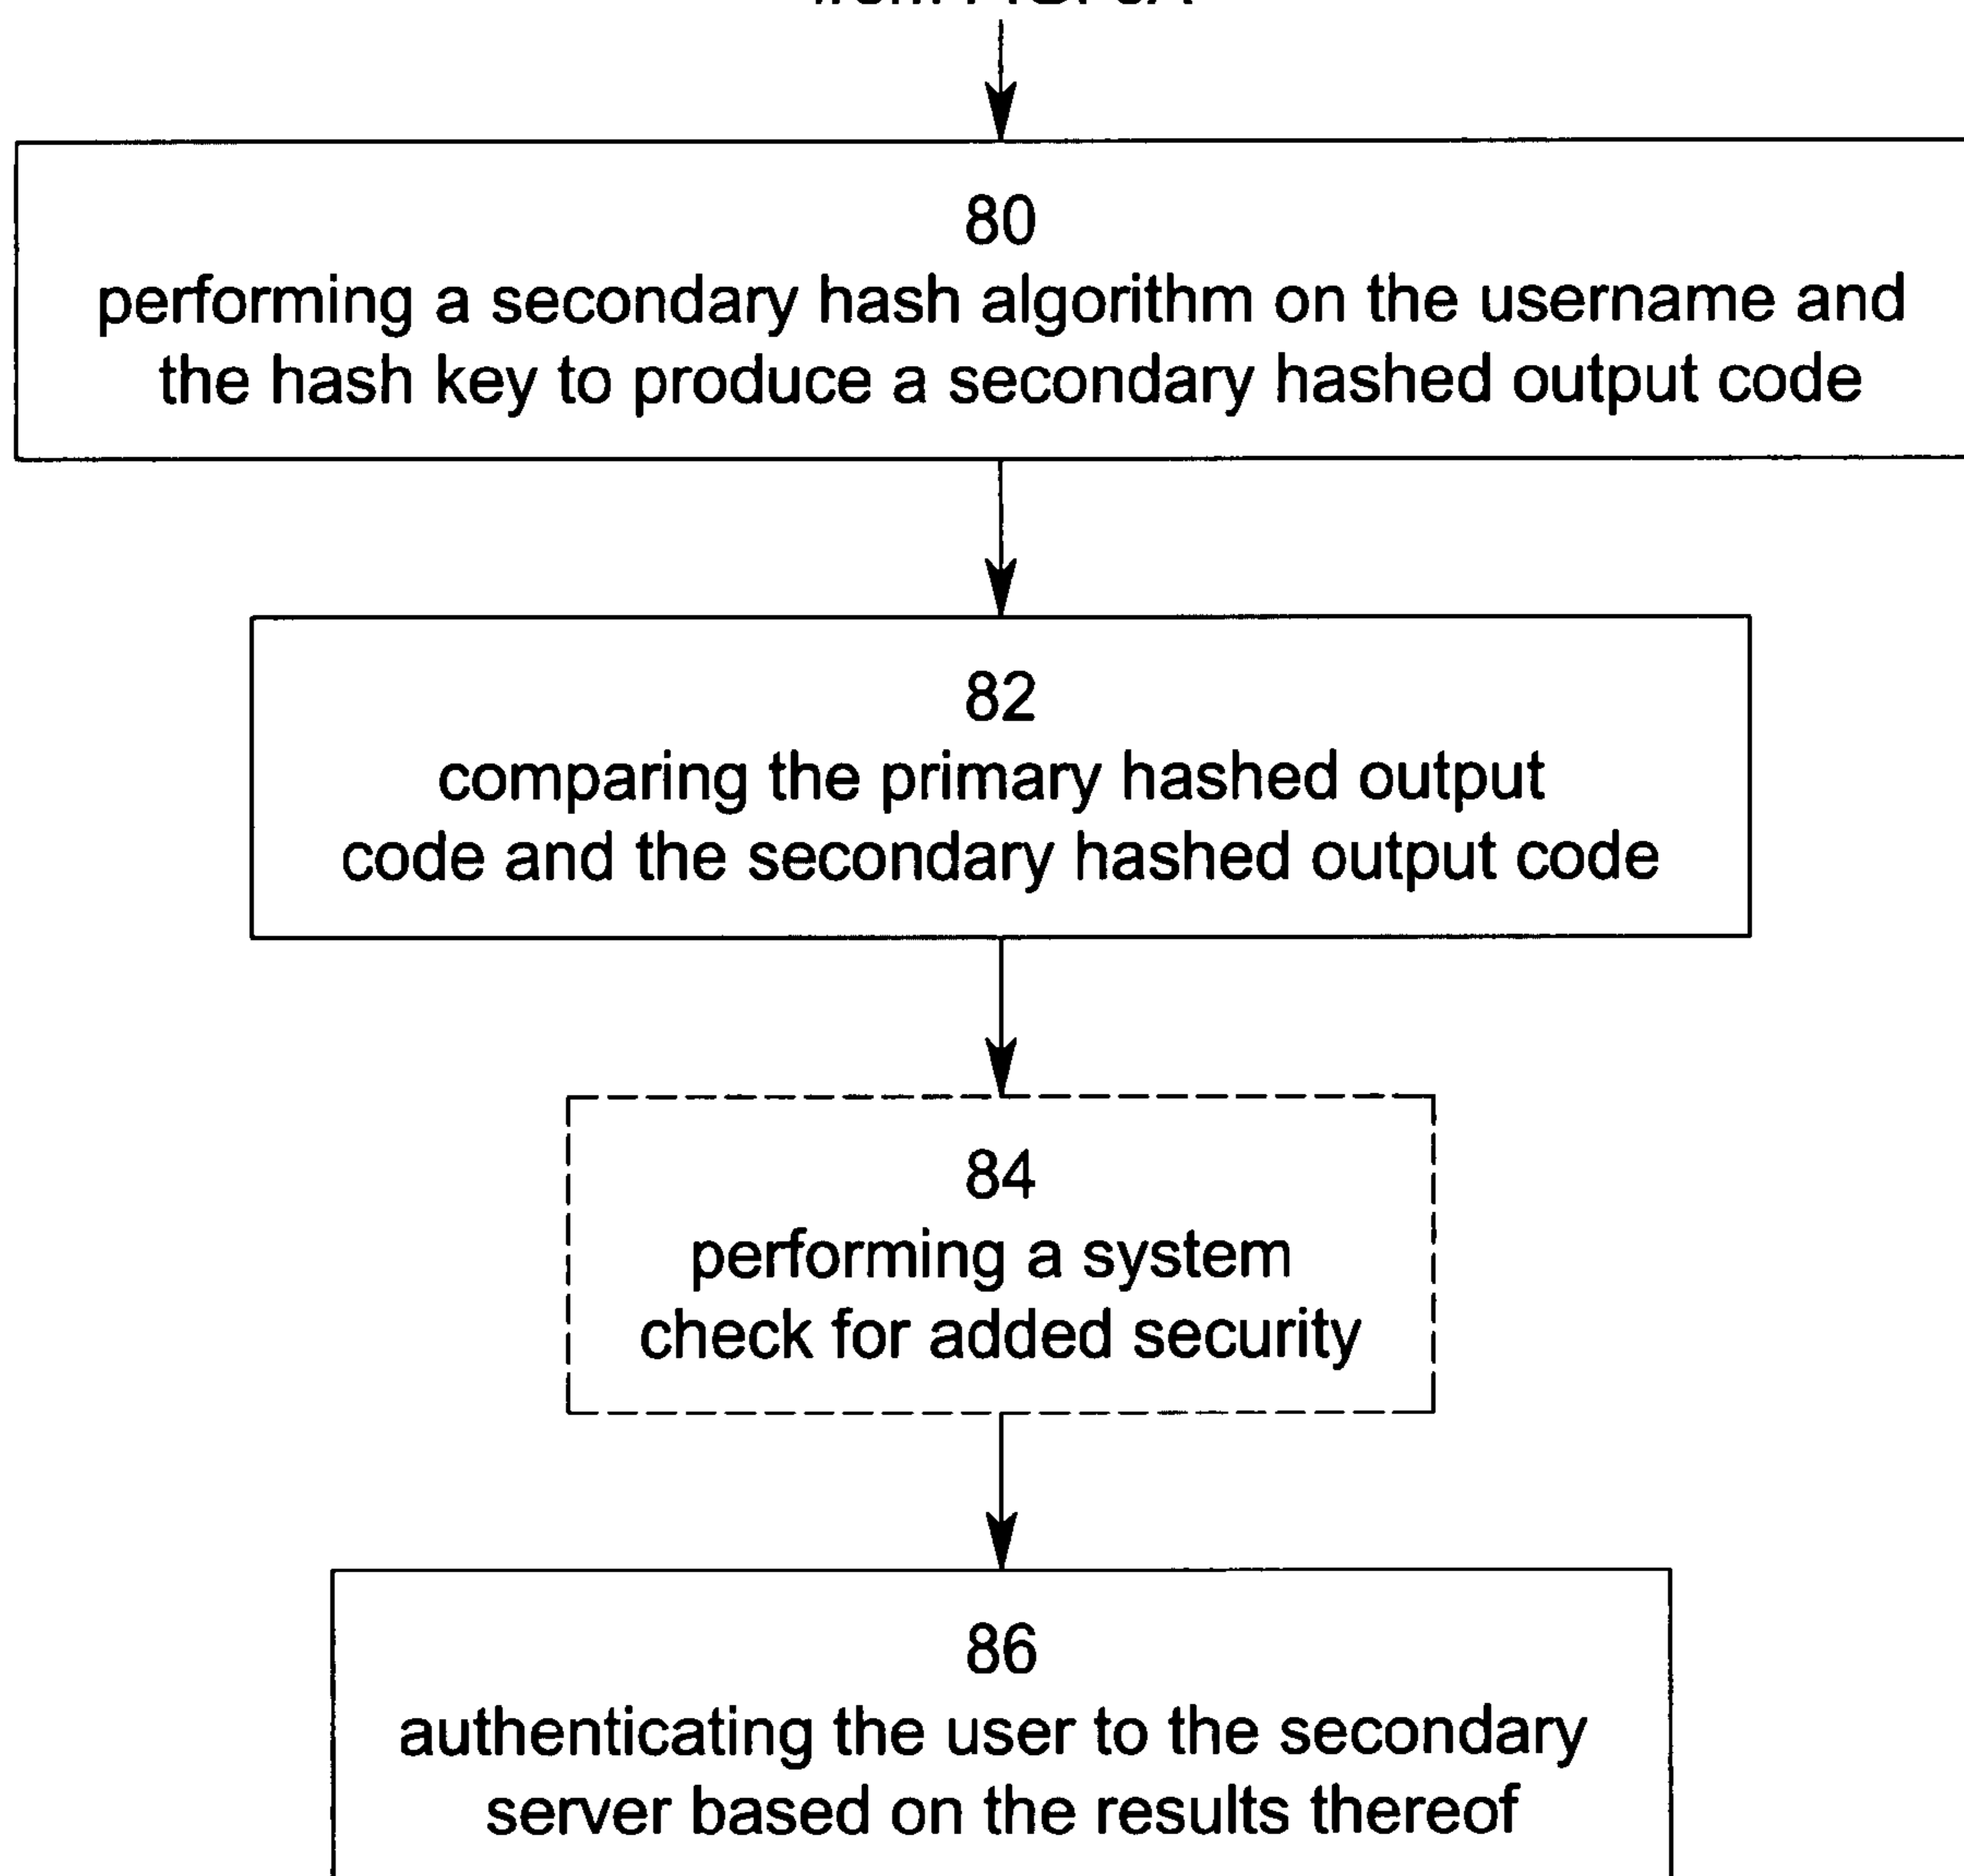 80
performing a secondary hash algorithm on the username and
the hash key to produce a secondary hashed output code
82
comparing the primary hashed output
code and the secondary hashed output code
84
performing a system
check for added security
86
authenticating the user to the secondary
server based on the results thereof